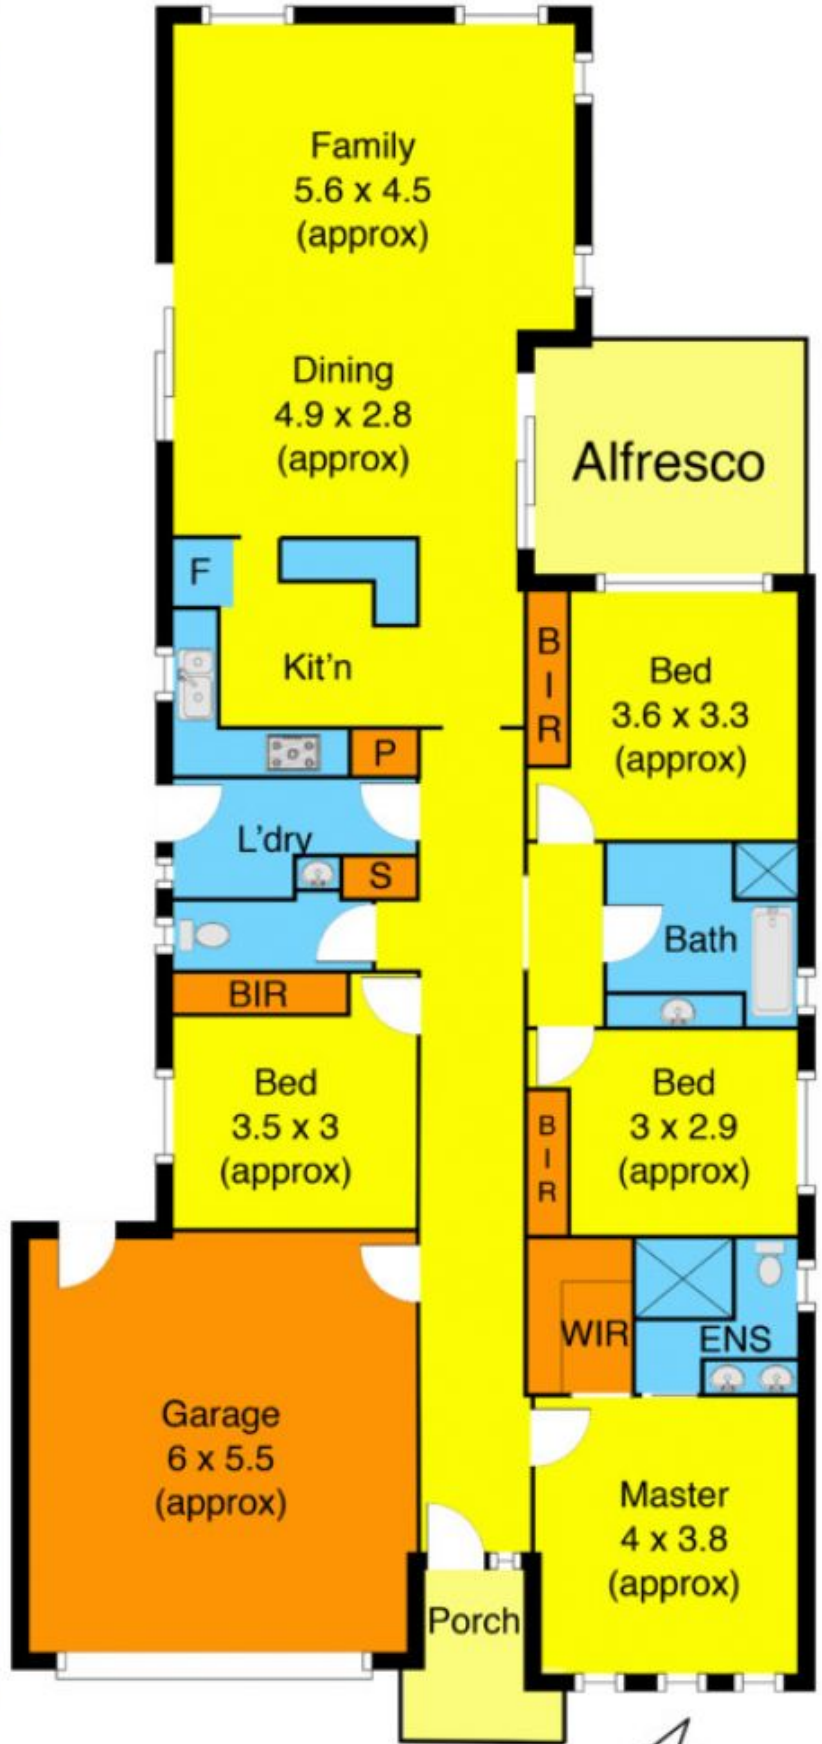 Family
5.6 x 4.5
(approx)
Dining
4.9 x 2.8
(approx)
Alfresco
F
Kit'n
P
B
I
R
Bed
3.6 x 3.3
(approx)
L'dry
S
Bath
BIR
Bed
3.5 x 3
(approx)
B
I
R
Bed
3 x 2.9
(approx)
WIR
ENS
Garage
6 x 5.5
(approx)
Master
4 x 3.8
(approx)
Porch